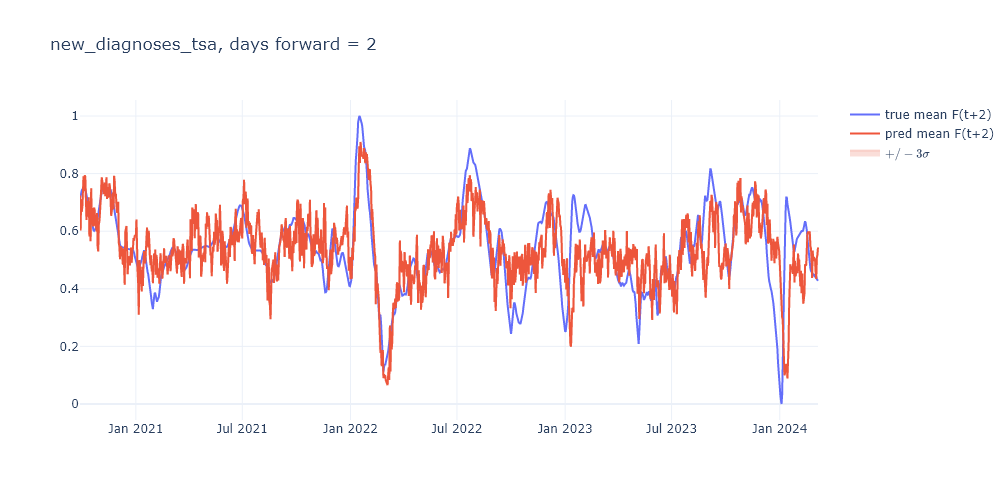 new_diagnoses_tsa, days forward = 2
true mean F(t+2)
pred mean F(t+2)
+/− 3σ
1
0.8
0.6
0.4
0.2
0
Jan 2021
Jul 2021
Jan 2022
Jul 2022
Jan 2023
Jul 2023
Jan 2024